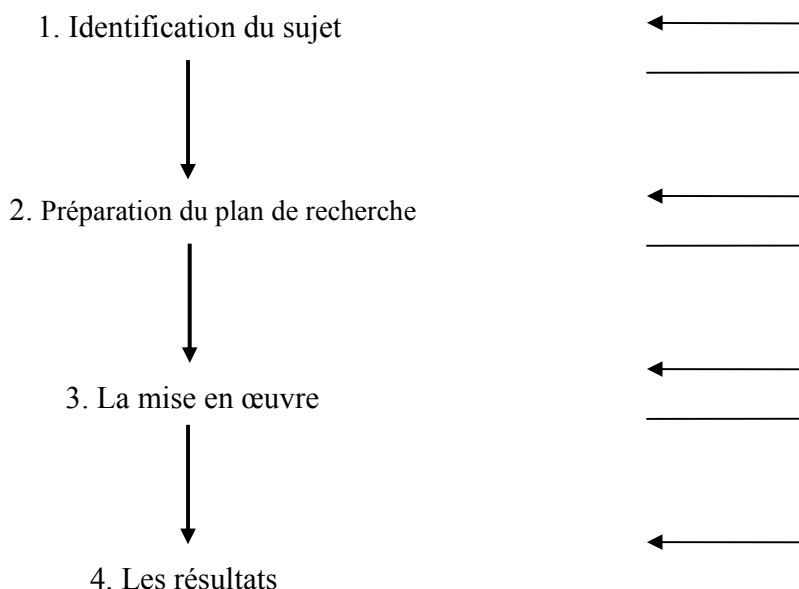 1. Identification du sujet
2. Préparation du plan de recherche
3. La mise en œuvre
4. Les résultats